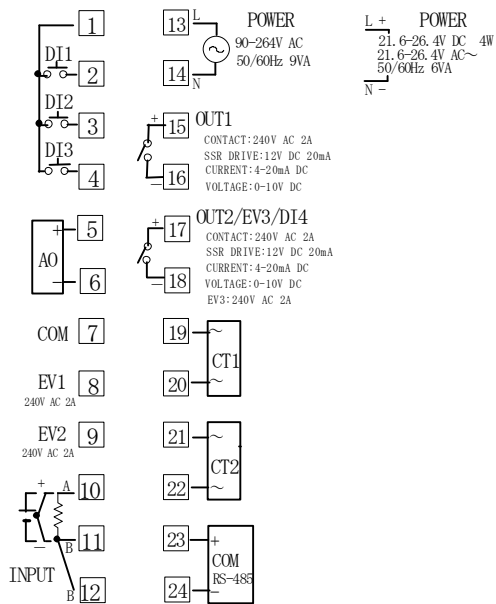 1
DI1
2
DI2
3
DI3
4
+ 5
AO
− 6
COM 7
EV1 8
240V AC 2A
EV2 9
240V AC 2A
+ A 10
− B 11
INPUT
B 12
13 L POWER
90-264V AC
50/60Hz 9VA
14 N
+ 15 OUT1
CONTACT:240V AC 2A
SSR DRIVE:12V DC 20mA
− 16 CURRENT:4-20mA DC
VOLTAGE:0-10V DC
+ 17 OUT2/EV3/DI4
CONTACT:240V AC 2A
SSR DRIVE:12V DC 20mA
− 18 CURRENT:4-20mA DC
VOLTAGE:0-10V DC
EV3:240V AC 2A
19 ~
CT1
20 ~
21 ~
CT2
22 ~
23 +
COM
RS-485
24 −
L + POWER
21.6-26.4V DC 4W
21.6-26.4V AC~
50/60Hz 6VA
N −